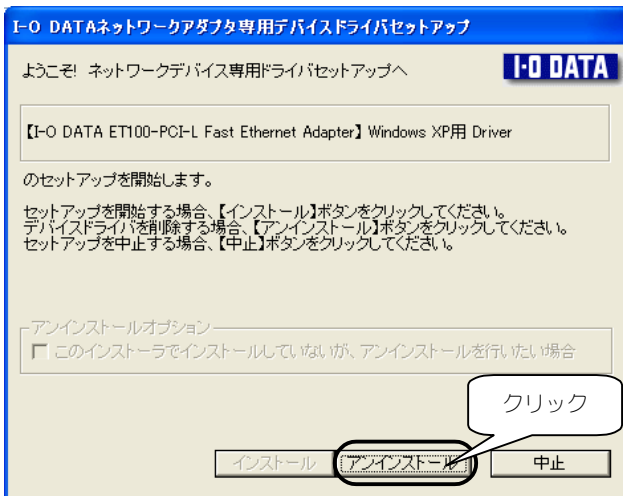 I-O DATAネットワークアダプタ専用デバイスドライバセットアップ
ようこそ! ネットワークデバイス専用ドライバセットアップへ
I-O DATA
【I-O DATA ET100-PCI-L Fast Ethernet Adapter】 Windows XP用 Driver
のセットアップを開始します。
セットアップを開始する場合、【インストール】ボタンをクリックしてください。
デバイスドライバを削除する場合、【アンインストール】ボタンをクリックしてください。
セットアップを中止する場合、【中止】ボタンをクリックしてください。
アンインストールオプション
このインストーラでインストールしていないが、アンインストールを行いたい場合
クリック
インストール
アンインストール
中止